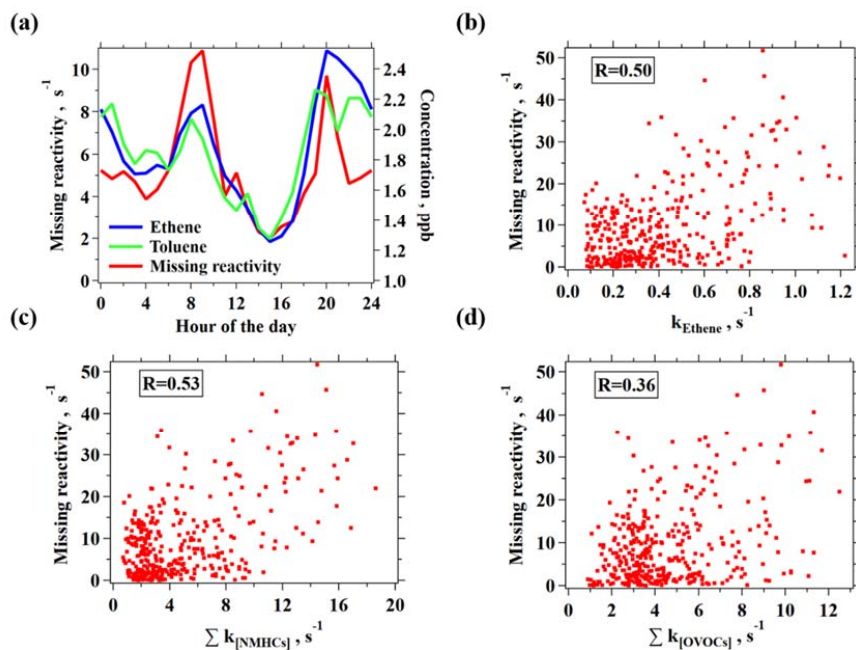 (a)
Missing reactivity , s⁻¹
10
8
6
4
2
0
Ethene
Toluene
Missing reactivity
2.4
2.2
2.0
1.8
1.6
1.4
1.2
1.0
Concentration , ppb
0 4 8 12 16 20 24
Hour of the day
(b)
R=0.50
Missing reactivity , s⁻¹
50
40
30
20
10
0
0.0 0.2 0.4 0.6 0.8 1.0 1.2
k Ethene , s⁻¹
(c)
R=0.53
Missing reactivity , s⁻¹
50
40
30
20
10
0
0 4 8 12 16 20
∑ k [NMHCs] , s⁻¹
(d)
R=0.36
Missing reactivity , s⁻¹
50
40
30
20
10
0
0 2 4 6 8 10 12
∑ k [OVOCs] , s⁻¹